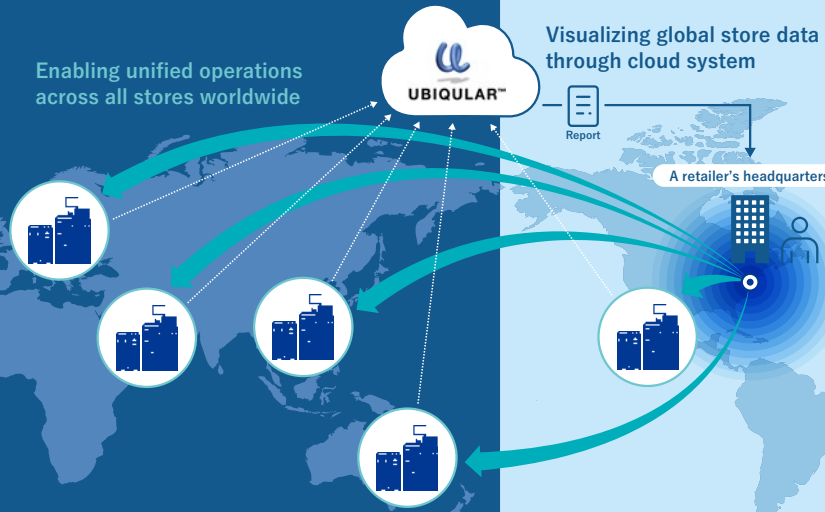 Enabling unified operations
across all stores worldwide
UBIQULAR™
Visualizing global store data
through cloud system
Report
A retailer's headquarters